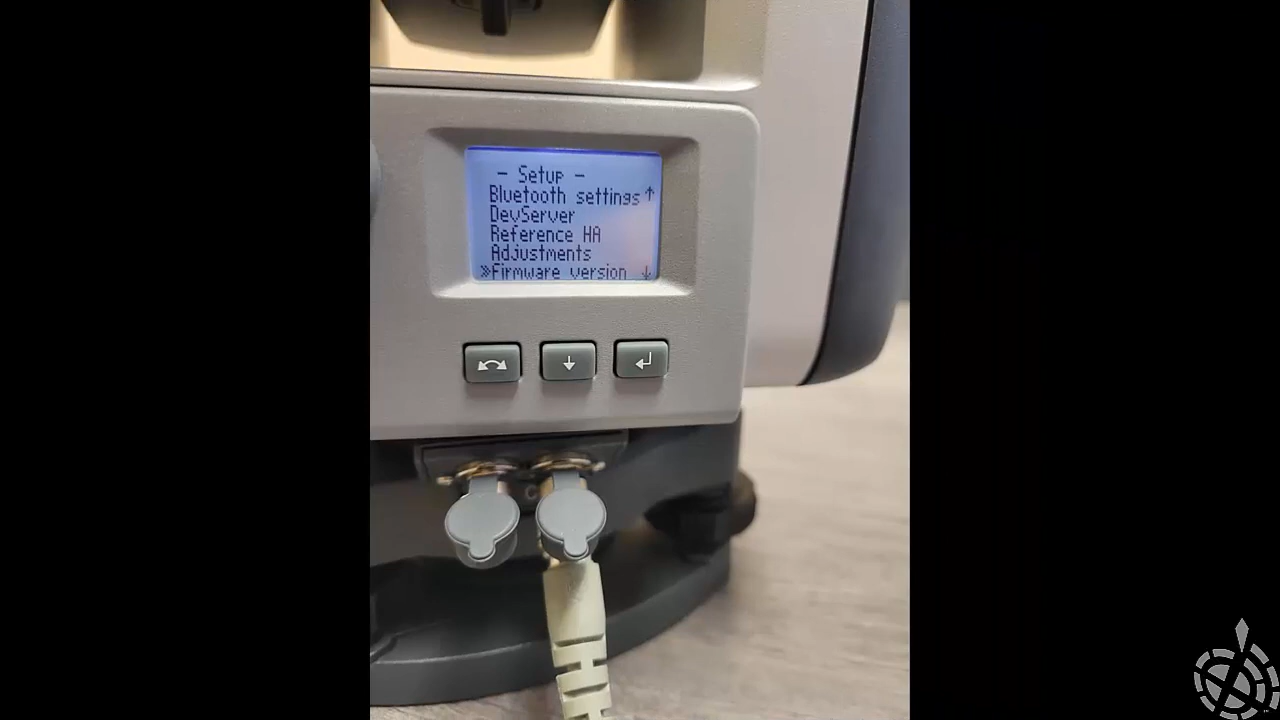 - Setup -
Bluetooth settings↑
DevServer
Reference HA
Adjustments
»Firmware version ↓